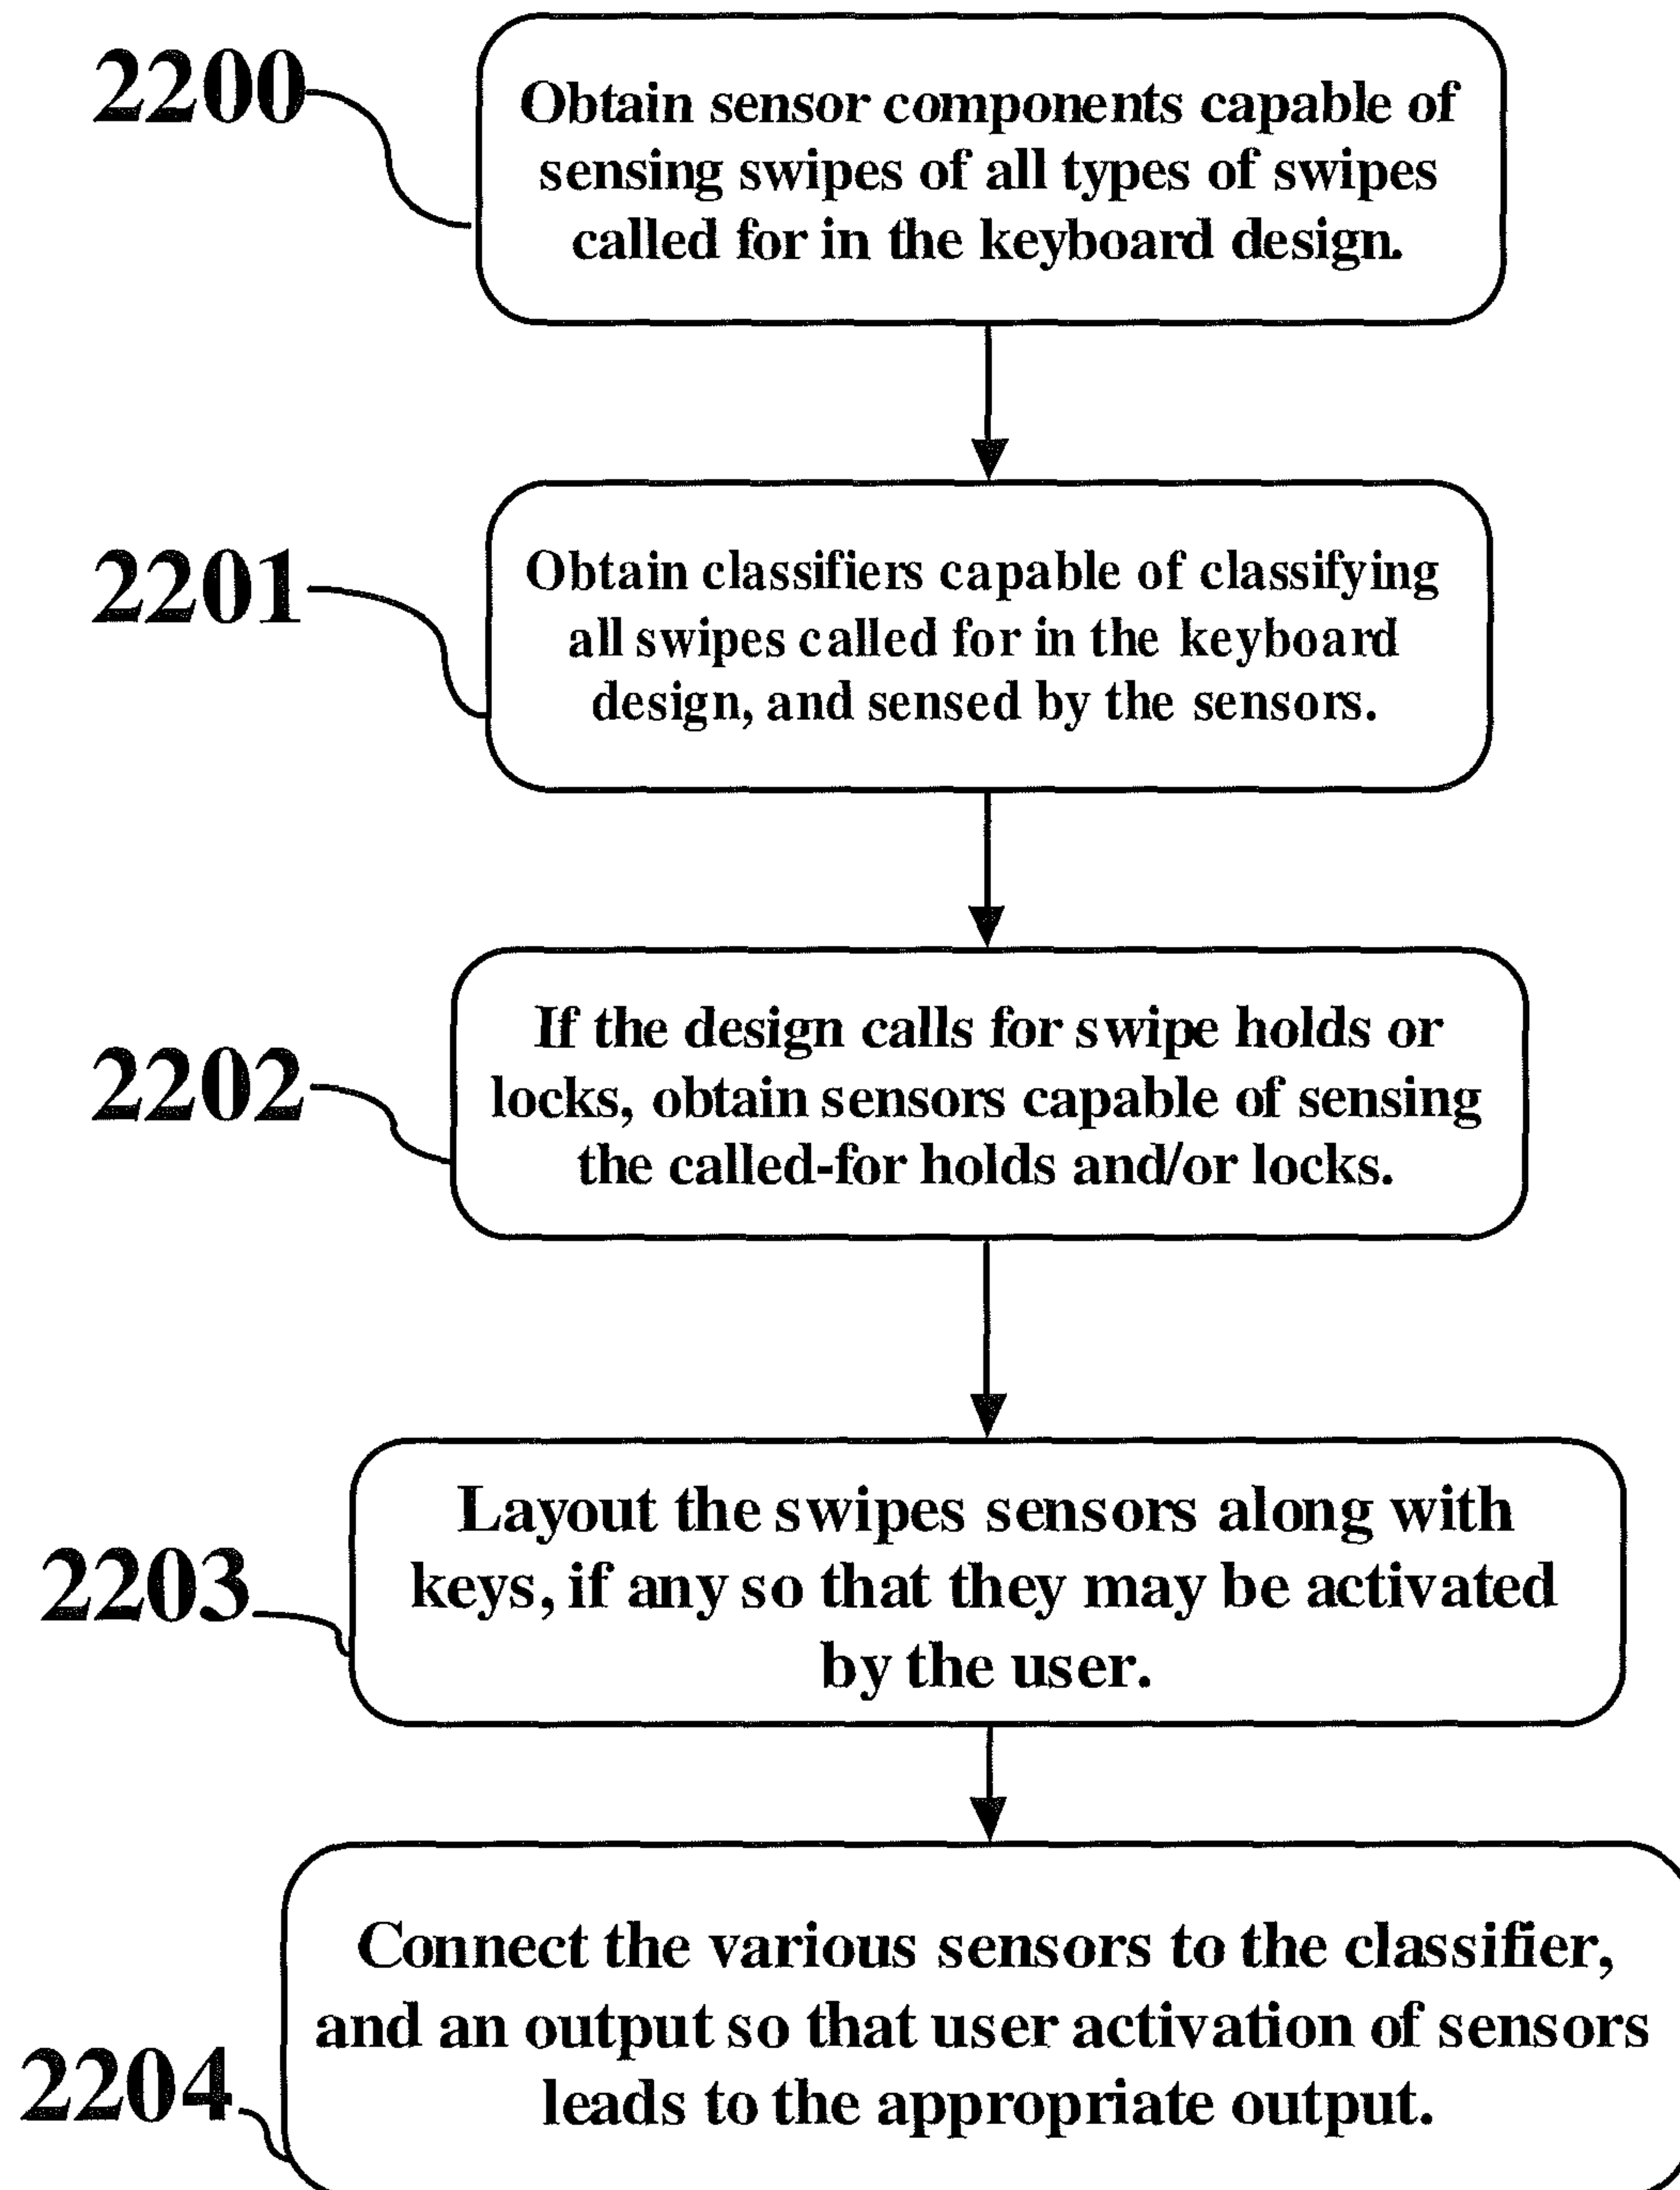 2200
Obtain sensor components capable of
sensing swipes of all types of swipes
called for in the keyboard design.
2201
Obtain classifiers capable of classifying
all swipes called for in the keyboard
design, and sensed by the sensors.
2202
If the design calls for swipe holds or
locks, obtain sensors capable of sensing
the called-for holds and/or locks.
2203
Layout the swipes sensors along with
keys, if any so that they may be activated
by the user.
2204
Connect the various sensors to the classifier,
and an output so that user activation of sensors
leads to the appropriate output.